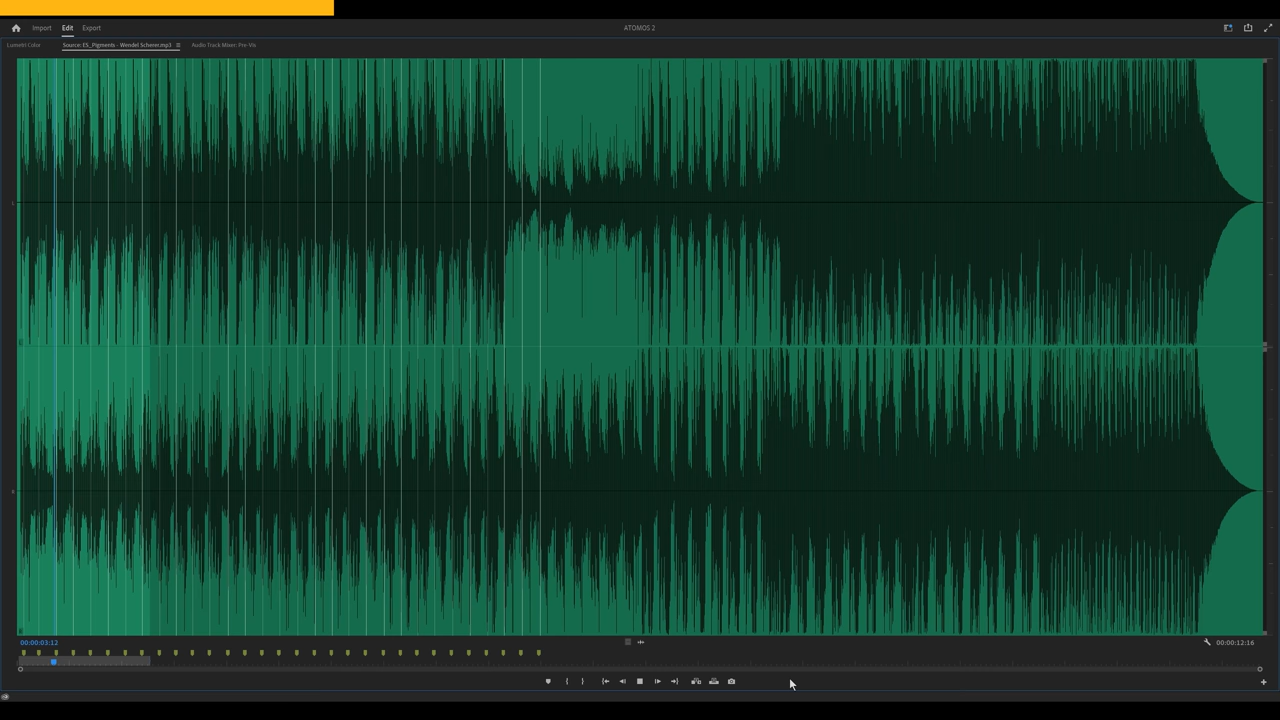 Import Edit Export ATOMOS 2
Lumetri Color Source: ES_Pigments - Wendel Scherer.mp3 Audio Track Mixer: Pre-Vis
L
R
00:00:03:12 00:00:12:16